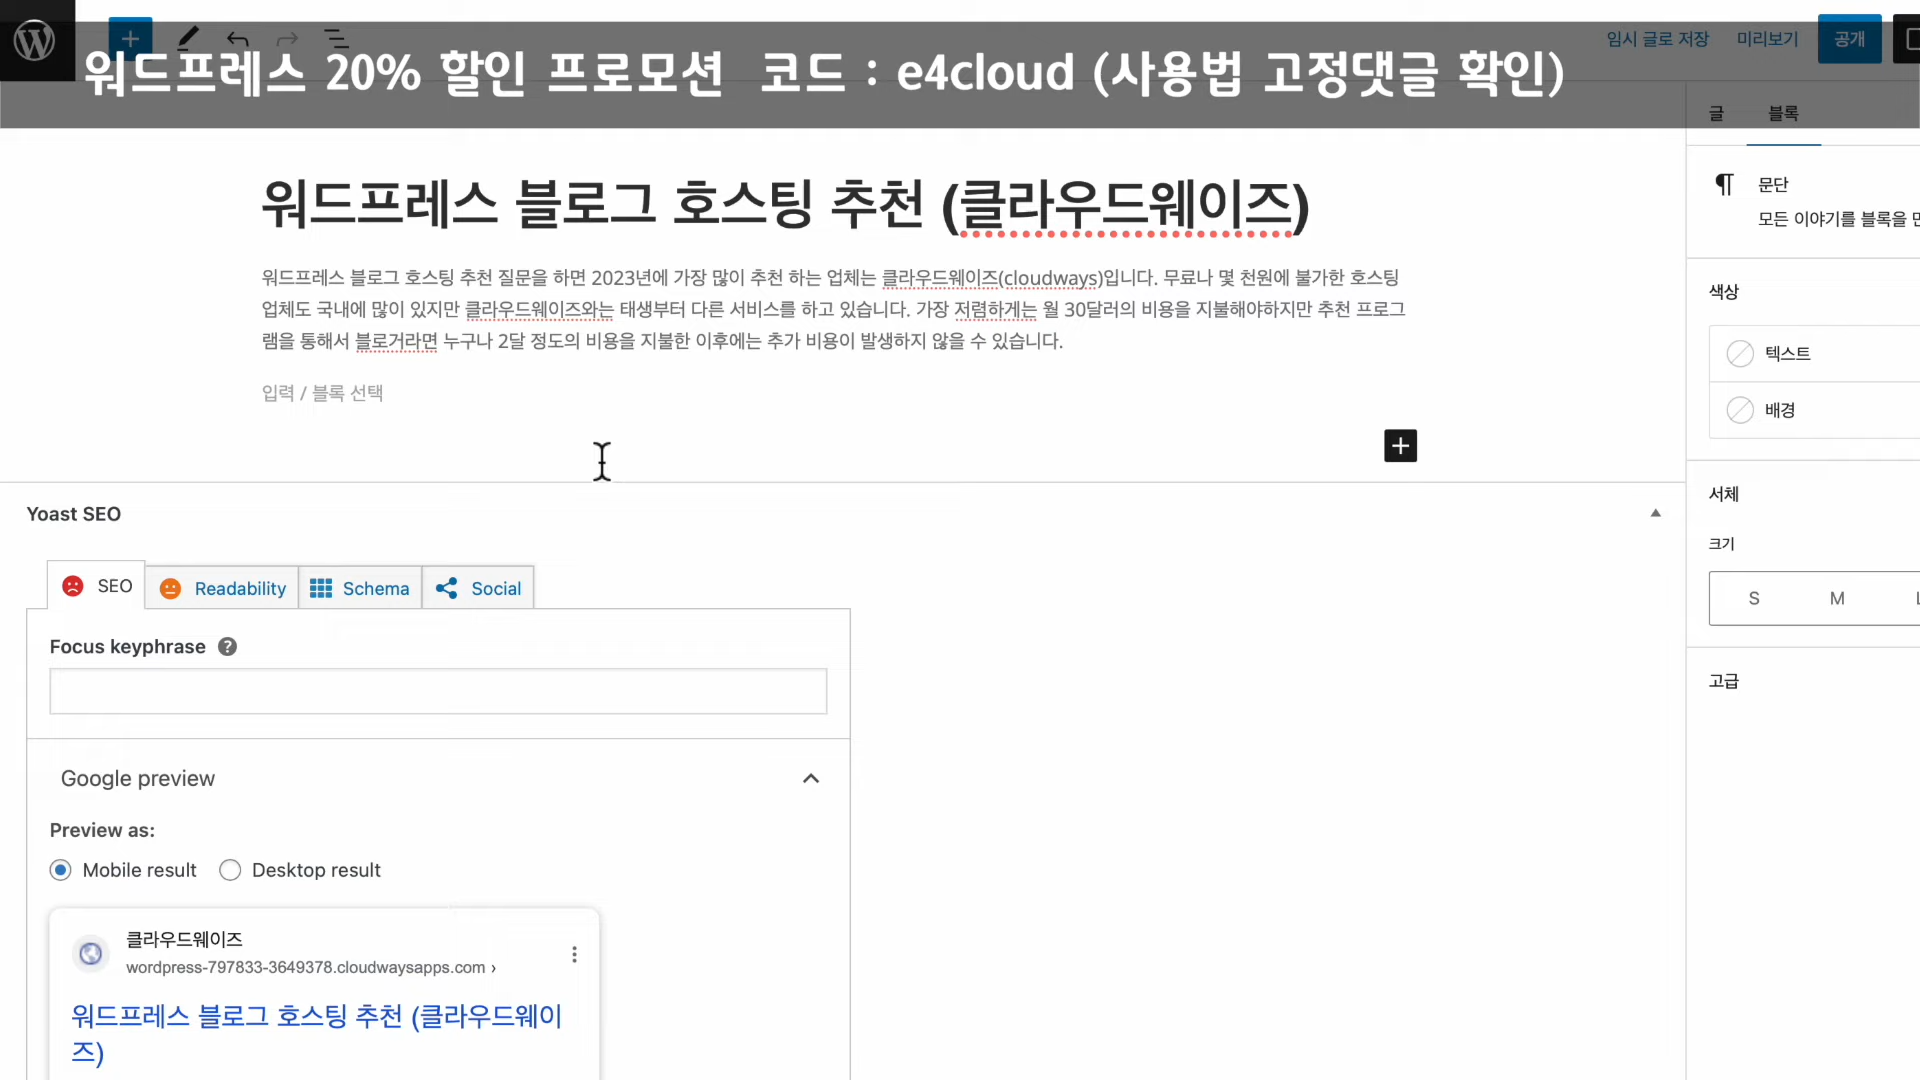 임시 글로 저장 미리보기 공개
워드프레스 20% 할인 프로모션 코드 : e4cloud (사용법 고정댓글 확인)
글 블록
워드프레스 블로그 호스팅 추천 (클라우드웨이즈)
문단
모든 이야기를 블록을
워드프레스 블로그 호스팅 추천 질문을 하면 2023년에 가장 많이 추천 하는 업체는 클라우드웨이즈(cloudways)입니다. 무료나 몇 천원에 불가한 호스팅
업체도 국내에 많이 있지만 클라우드웨이즈와는 태생부터 다른 서비스를 하고 있습니다. 가장 저렴하게는 월 30달러의 비용을 지불해야하지만 추천 프로그
램을 통해서 블로거라면 누구나 2달 정도의 비용을 지불한 이후에는 추가 비용이 발생하지 않을 수 있습니다.
입력 / 블록 선택
색상
텍스트
배경
서체
크기
S M L
고급
Yoast SEO
SEO Readability Schema Social
Focus keyphrase ?
Google preview
Preview as:
Mobile result Desktop result
클라우드웨이즈
wordpress-797833-3649378.cloudwaysapps.com ›
워드프레스 블로그 호스팅 추천 (클라우드웨이
즈)